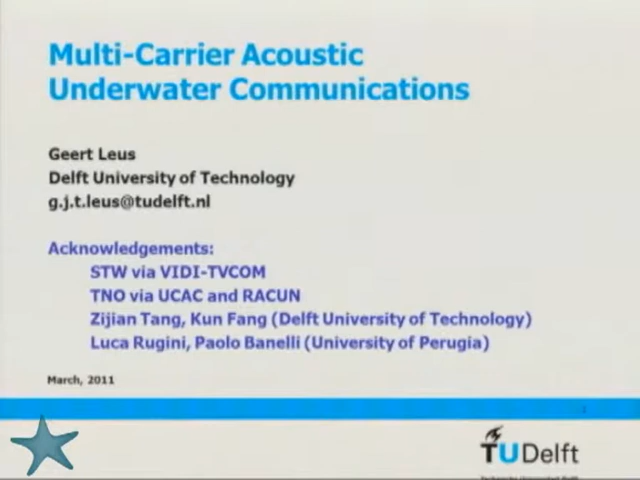 Multi-Carrier Acoustic
Underwater Communications
Geert Leus
Delft University of Technology
g.j.t.leus@tudelft.nl
Acknowledgements:
STW via VIDI-TVCOM
TNO via UCAC and RACUN
Zijian Tang, Kun Fang (Delft University of Technology)
Luca Rugini, Paolo Banelli (University of Perugia)
March, 2011
TUDelft